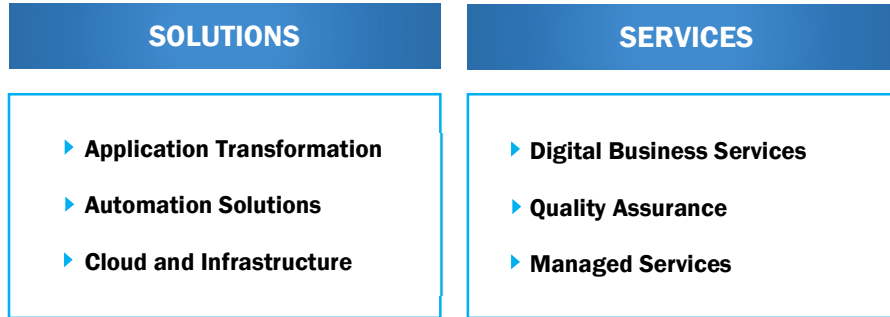 SOLUTIONS
Application Transformation
Automation Solutions
Cloud and Infrastructure
SERVICES
Digital Business Services
Quality Assurance
Managed Services